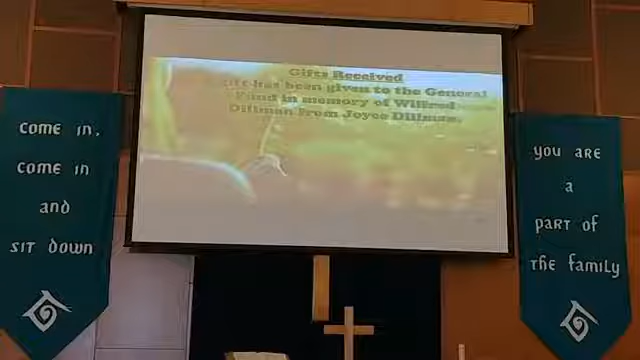 Gifts Received
has been given to the General
Fund in memory of Wilfred
Dillman from Joyce Dillman.
come in,
come in
and
sit down
you are
a
part of
the family